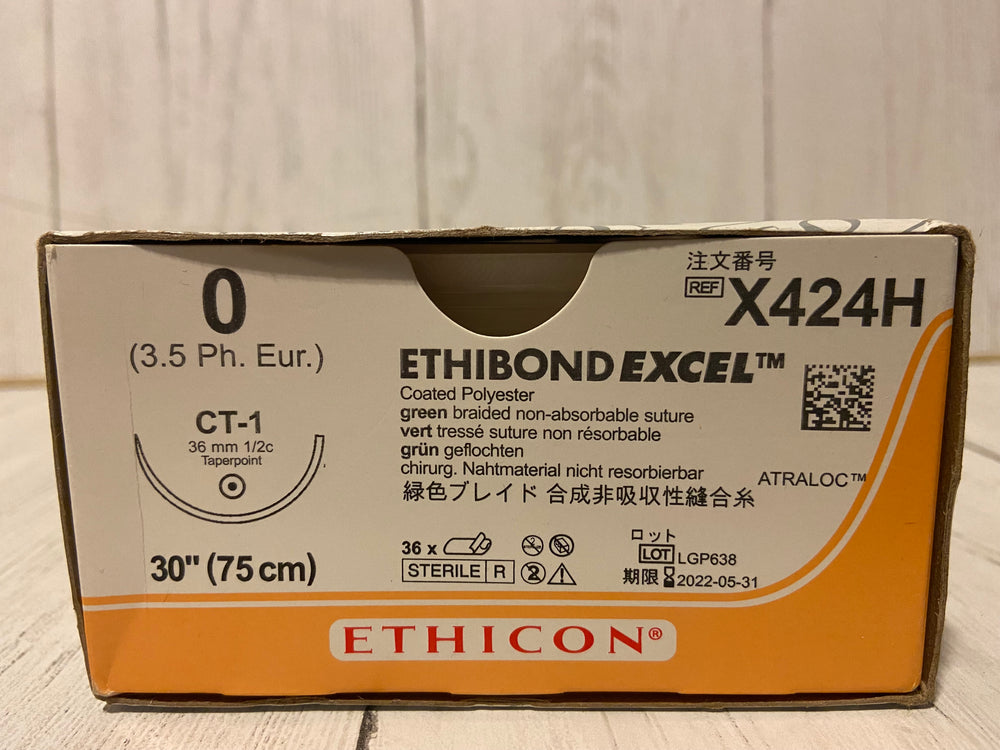 0
(3.5 Ph. Eur.)
CT-1
36 mm 1/2c
Taperpoint
30" (75 cm)
注文番号
REF X424H
ETHIBOND EXCEL™
Coated Polyester
green braided non-absorbable suture
vert tressé suture non résorbable
grün geflochten
chirurg. Nahtmaterial nicht resorbierbar
緑色ブレイド 合成非吸収性縫合糸
ATRALOC™
36 x
STERILE R
2
ロット
LOT LGP638
期限 2022-05-31
ETHICON®